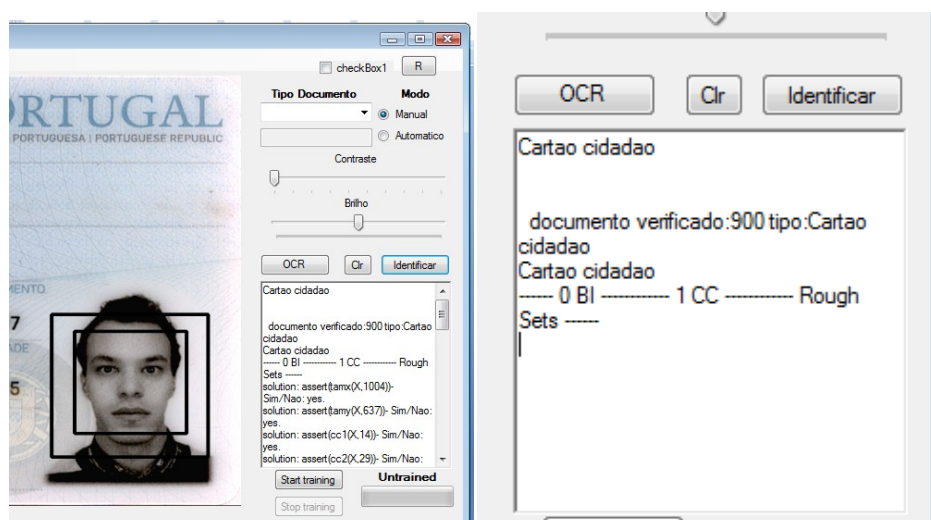 checkBox1
R
Tipo Documento
Modo
Manual
Automatico
Contraste
Brilho
OCR
Clr
Identificar
Cartao cidadao
documento verificado:900 tipo:Cartao
cidadao
Cartao cidadao
------ 0 BI ------------ 1 CC ------------ Rough
Sets ------
solution: assert(tamx(X,1004))-
Sim/Nao: yes.
solution: assert(tamy(X,637))- Sim/Nao:
yes.
solution: assert(cc1(X,14))- Sim/Nao:
yes.
solution: assert(cc2(X,29))- Sim/Nao:
Start training
Untrained
Stop training
RTUGAL
PORTUGUESA | PORTUGUESE REPUBLIC
MENTO
7
ADE
5
OCR
Clr
Identificar
Cartao cidadao
documento verificado:900 tipo:Cartao
cidadao
Cartao cidadao
------ 0 BI ------------ 1 CC ------------ Rough
Sets ------